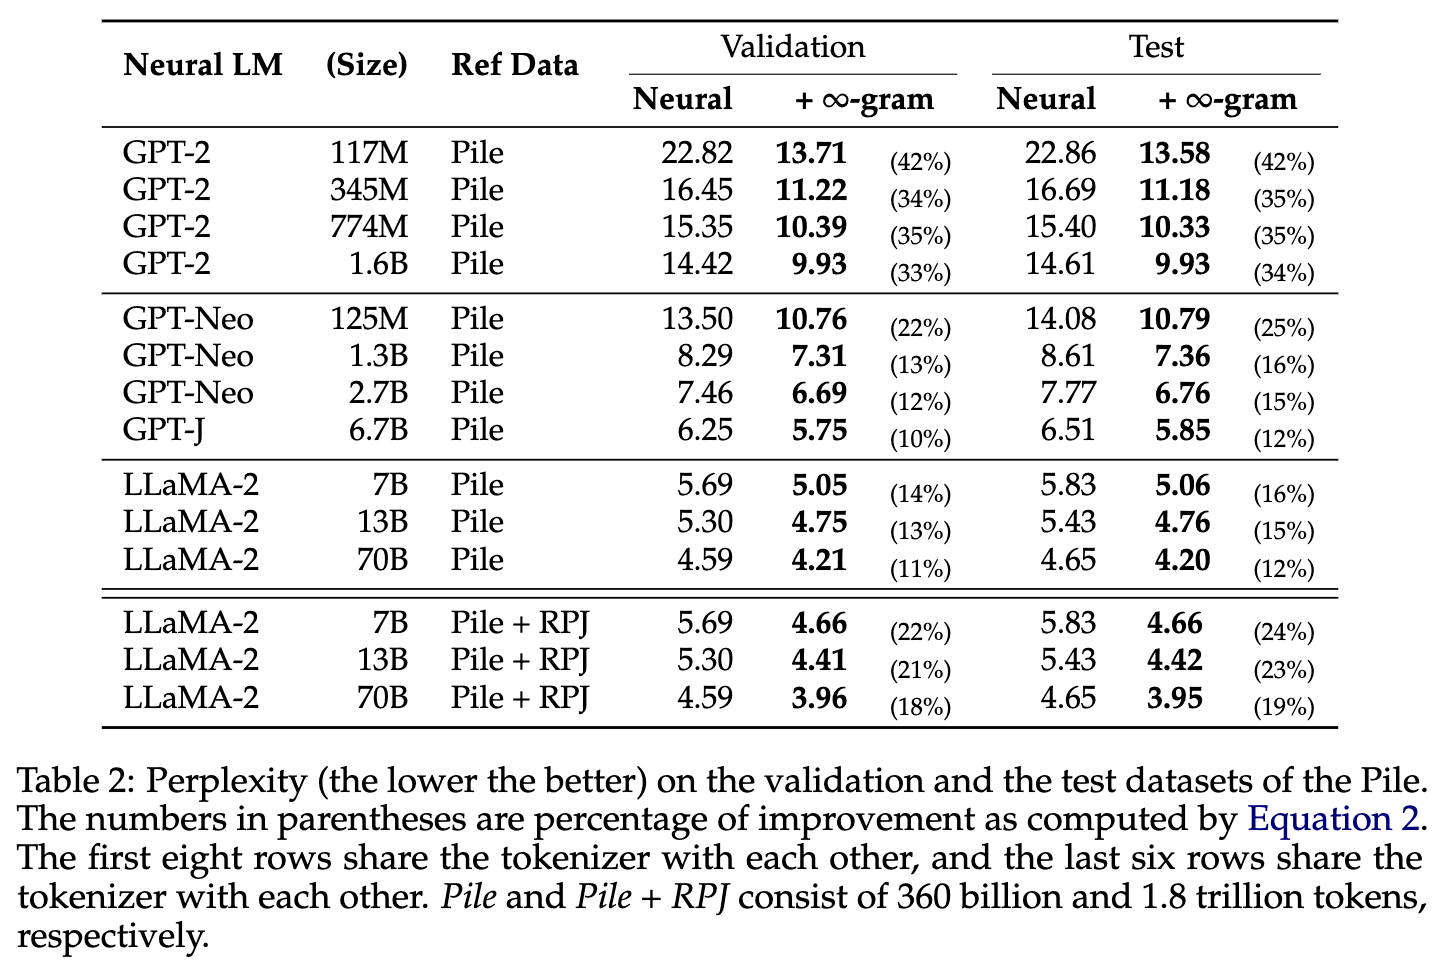 Validation Test
Neural LM (Size) Ref Data
Neural + ∞-gram Neural + ∞-gram
GPT-2 117M Pile 22.82 13.71 (42%) 22.86 13.58 (42%)
GPT-2 345M Pile 16.45 11.22 (34%) 16.69 11.18 (35%)
GPT-2 774M Pile 15.35 10.39 (35%) 15.40 10.33 (35%)
GPT-2 1.6B Pile 14.42 9.93 (33%) 14.61 9.93 (34%)
GPT-Neo 125M Pile 13.50 10.76 (22%) 14.08 10.79 (25%)
GPT-Neo 1.3B Pile 8.29 7.31 (13%) 8.61 7.36 (16%)
GPT-Neo 2.7B Pile 7.46 6.69 (12%) 7.77 6.76 (15%)
GPT-J 6.7B Pile 6.25 5.75 (10%) 6.51 5.85 (12%)
LLaMA-2 7B Pile 5.69 5.05 (14%) 5.83 5.06 (16%)
LLaMA-2 13B Pile 5.30 4.75 (13%) 5.43 4.76 (15%)
LLaMA-2 70B Pile 4.59 4.21 (11%) 4.65 4.20 (12%)
LLaMA-2 7B Pile + RPJ 5.69 4.66 (22%) 5.83 4.66 (24%)
LLaMA-2 13B Pile + RPJ 5.30 4.41 (21%) 5.43 4.42 (23%)
LLaMA-2 70B Pile + RPJ 4.59 3.96 (18%) 4.65 3.95 (19%)
Table 2: Perplexity (the lower the better) on the validation and the test datasets of the Pile.
The numbers in parentheses are percentage of improvement as computed by Equation 2.
The first eight rows share the tokenizer with each other, and the last six rows share the
tokenizer with each other. Pile and Pile + RPJ consist of 360 billion and 1.8 trillion tokens,
respectively.